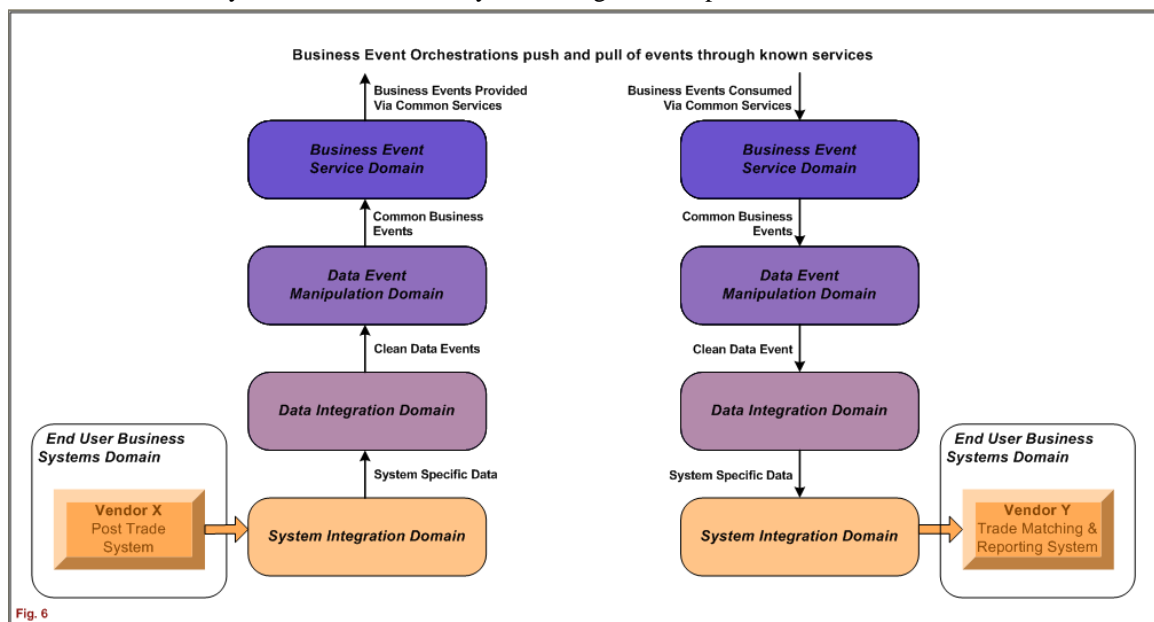 Business Event Orchestrations push and pull of events through known services
Business Events Provided
Via Common Services
Business Events Consumed
Via Common Services
Business Event
Service Domain
Business Event
Service Domain
Common Business
Events
Common Business
Events
Data Event
Manipulation Domain
Data Event
Manipulation Domain
Clean Data Events
Clean Data Event
Data Integration Domain
Data Integration Domain
End User Business
Systems Domain
End User Business
Systems Domain
System Specific Data
System Specific Data
Vendor X
Post Trade
System
System Integration Domain
System Integration Domain
Vendor Y
Trade Matching &
Reporting System
Fig. 6